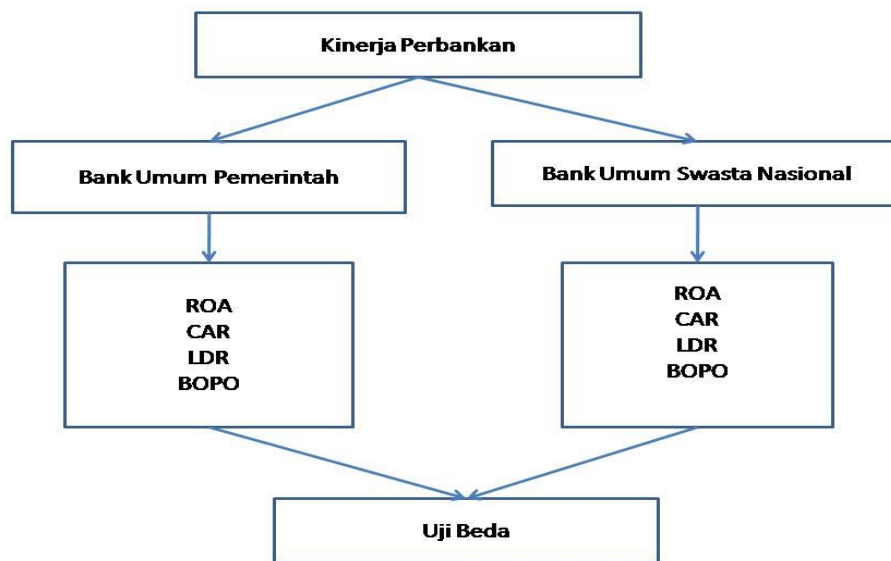 Kinerja Perbankan
Bank Umum Pemerintah
Bank Umum Swasta Nasional
ROA
CAR
LDR
BOPO
ROA
CAR
LDR
BOPO
Uji Beda